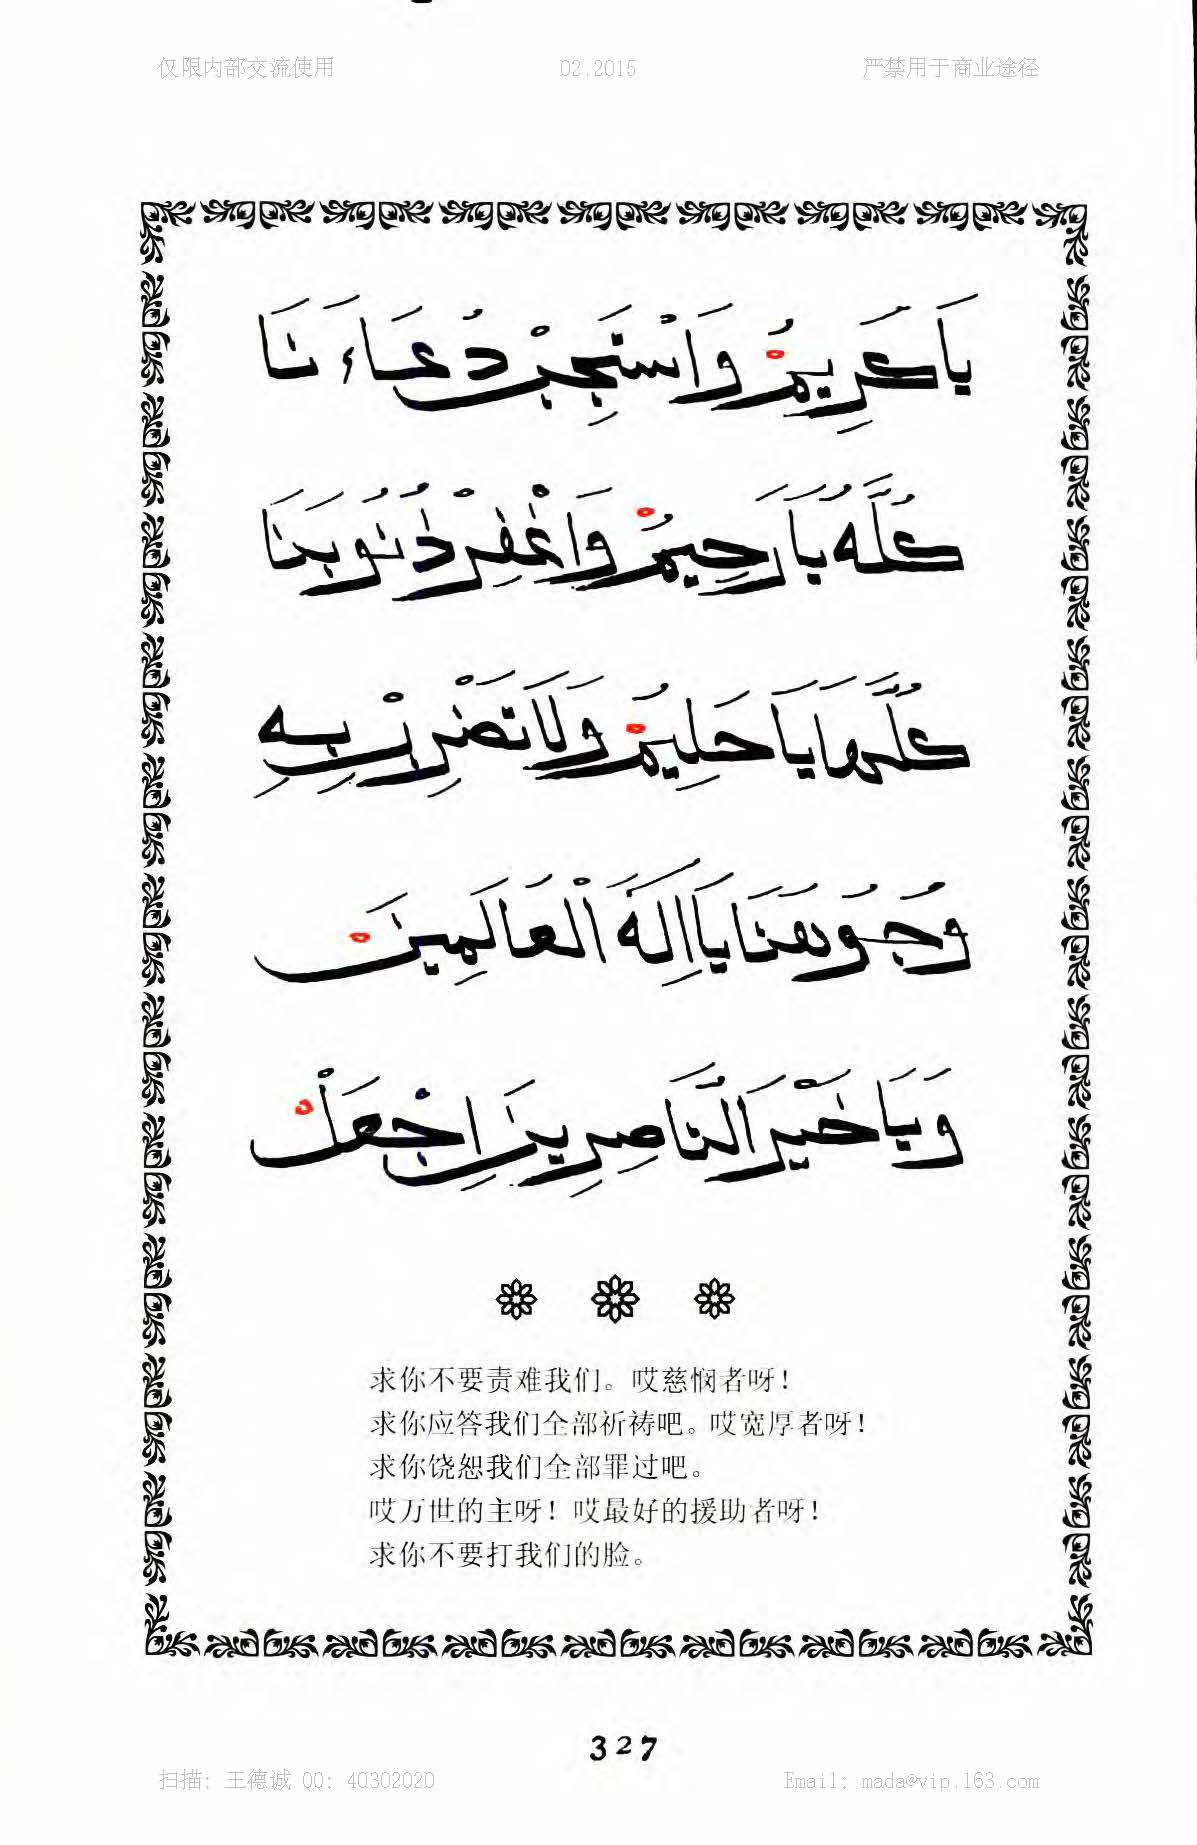 仅限内部交流使用 02.2015 严禁用于商业途径
يَا كَرِيمُ وَاسْتَجِبْ دُعَاءَنَا
كُلَّهُ يَا رَحِيمُ وَاغْفِرْ ذُنُوبَنَا
كُلَّهَا يَا حَلِيمُ وَلَا تَضْرِبْ بِهِ
وُجُوهَنَا يَا اِلَهَ الْعَالَمِينَ
وَيَا خَيْرَ النَّاصِرِينَ اِجْعَلْ
求你不要责难我们。哎慈悯者呀!
求你应答我们全部祈祷吧。哎宽厚者呀!
求你饶恕我们全部罪过吧。
哎万世的主呀!哎最好的援助者呀!
求你不要打我们的脸。
327
扫描: 王德诚 QQ: 40302020 Email: mada@vip.163.com